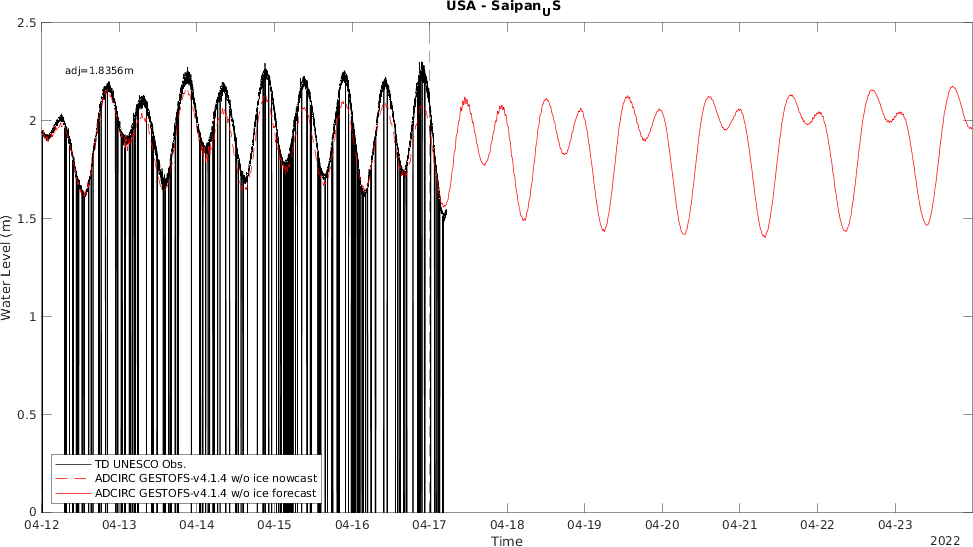 USA - Saipan_US
adj=1.8356m
2.5
2
1.5
1
0.5
0
Water Level (m)
TD UNESCO Obs.
ADCIRC GESTOFS-v4.1.4 w/o ice nowcast
ADCIRC GESTOFS-v4.1.4 w/o ice forecast
04-12 04-13 04-14 04-15 04-16 04-17 04-18 04-19 04-20 04-21 04-22 04-23
Time
2022